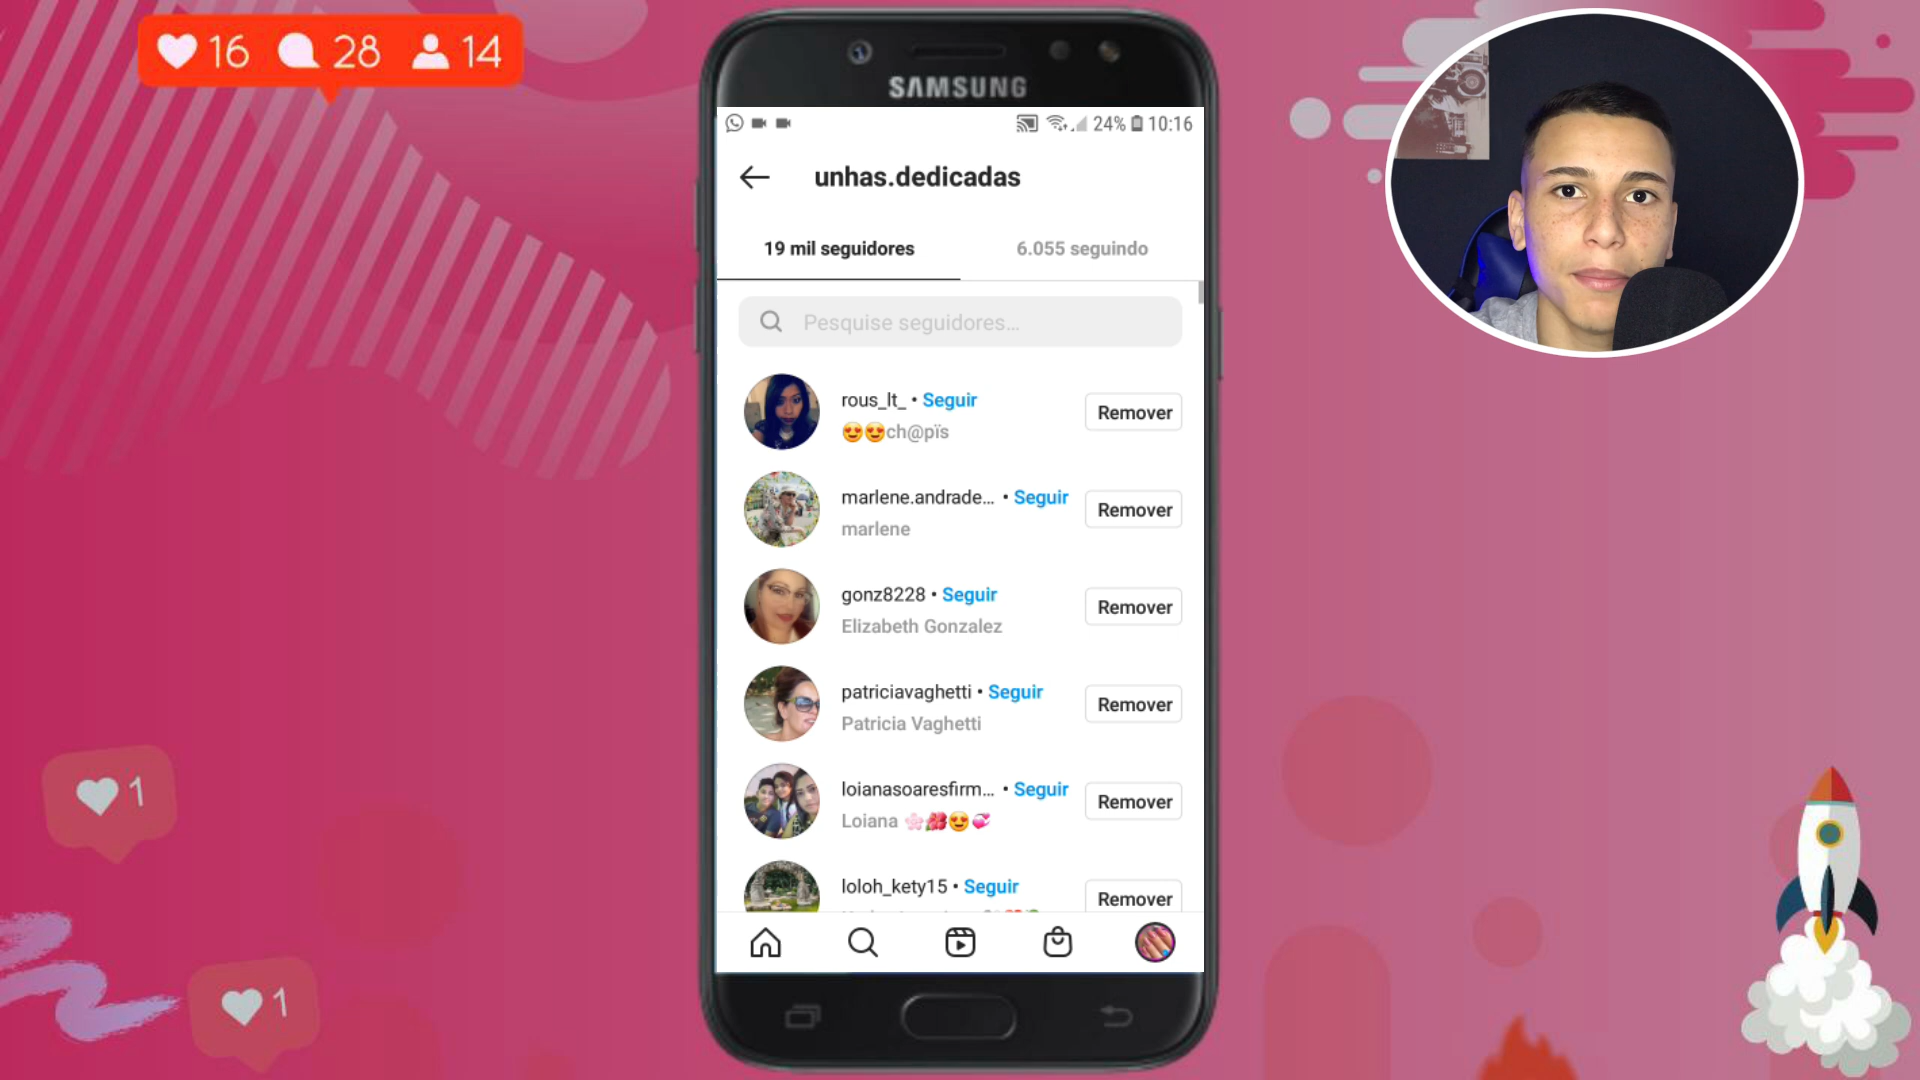 16 28 14
SAMSUNG
24% 10:16
unhas.dedicadas
19 mil seguidores
6.055 seguindo
Pesquise seguidores...
rous_lt_ • Seguir
😍😍ch@pïs
Remover
marlene.andrade... • Seguir
marlene
Remover
gonz8228 • Seguir
Elizabeth Gonzalez
Remover
patriciavaghetti • Seguir
Patricia Vaghetti
Remover
loianasoaresfirm... • Seguir
Loiana 🌸🌺😍💞
Remover
loloh_kety15 • Seguir
Remover
1
1